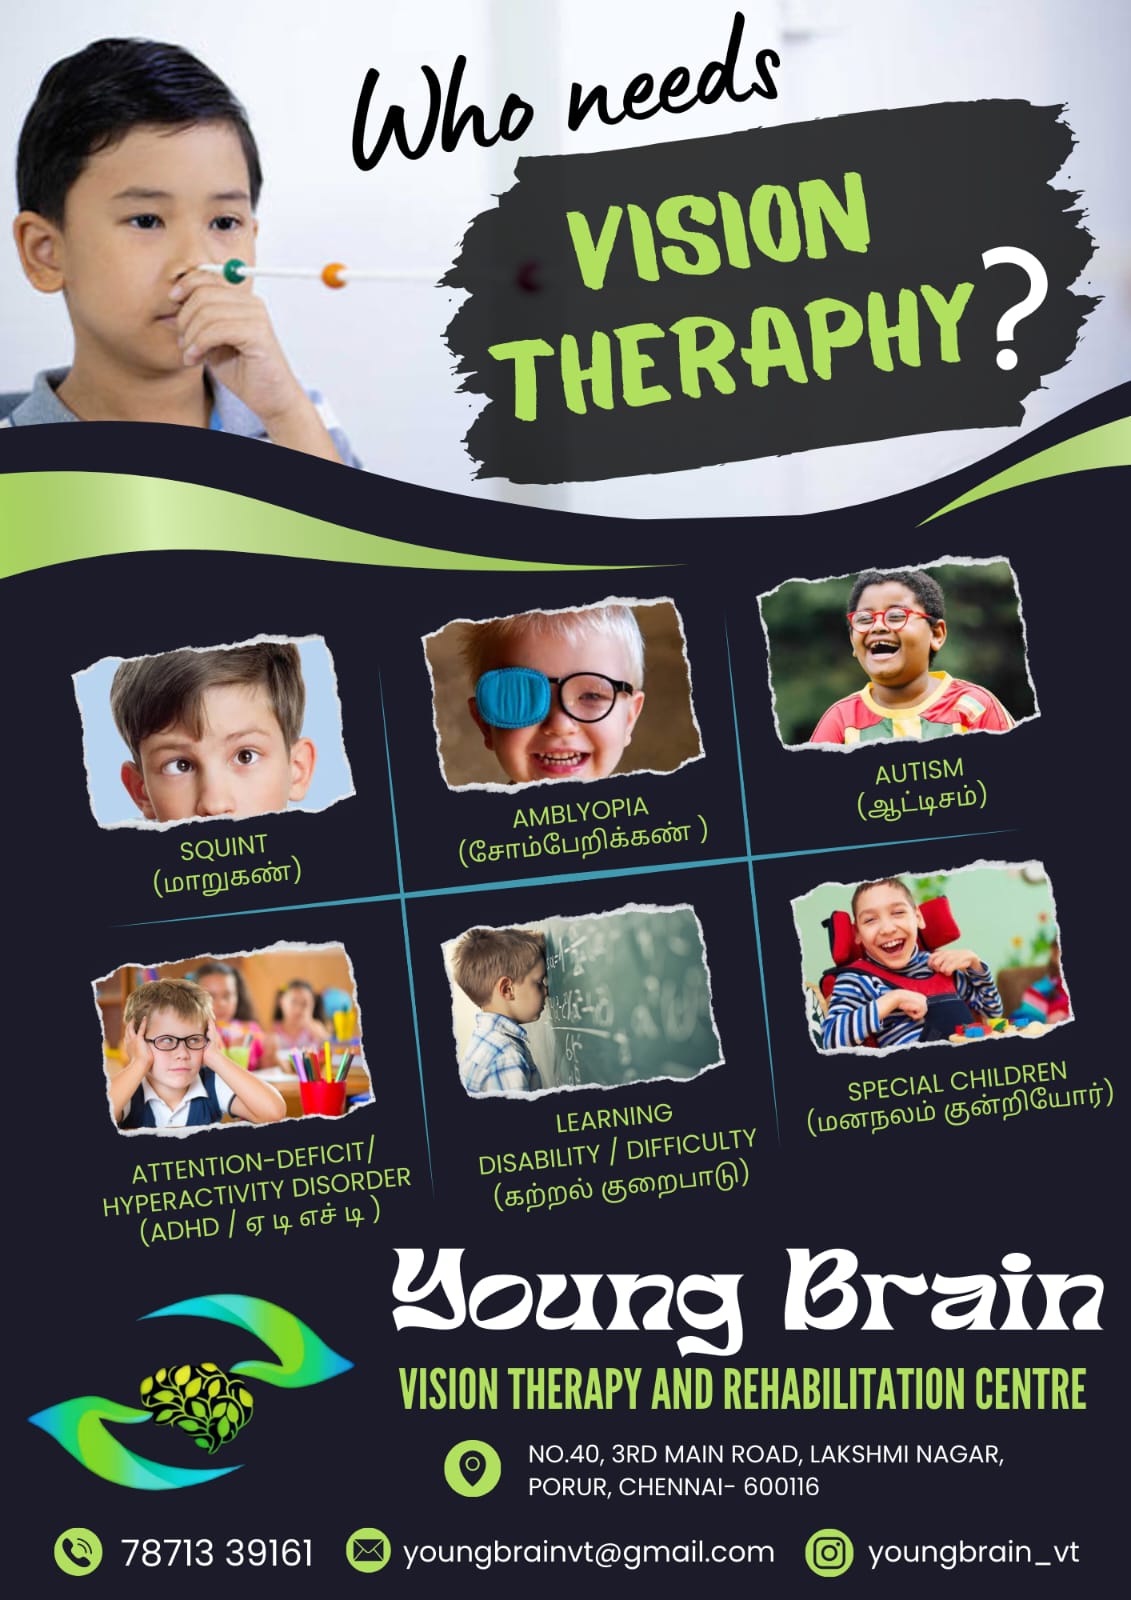 Who needs
VISION
THERAPHY?
SQUINT
(மாறுகண்)
AMBLYOPIA
(சோம்பேறிக்கண் )
AUTISM
(ஆட்டிசம்)
ATTENTION-DEFICIT/
HYPERACTIVITY DISORDER
(ADHD / ஏ டி எச் டி )
LEARNING
DISABILITY / DIFFICULTY
(கற்றல் குறைபாடு)
SPECIAL CHILDREN
(மனநலம் குன்றியோர்)
Young Brain
VISION THERAPY AND REHABILITATION CENTRE
NO.40, 3RD MAIN ROAD, LAKSHMI NAGAR,
PORUR, CHENNAI- 600116
78713 39161
youngbrainvt@gmail.com
youngbrain_vt